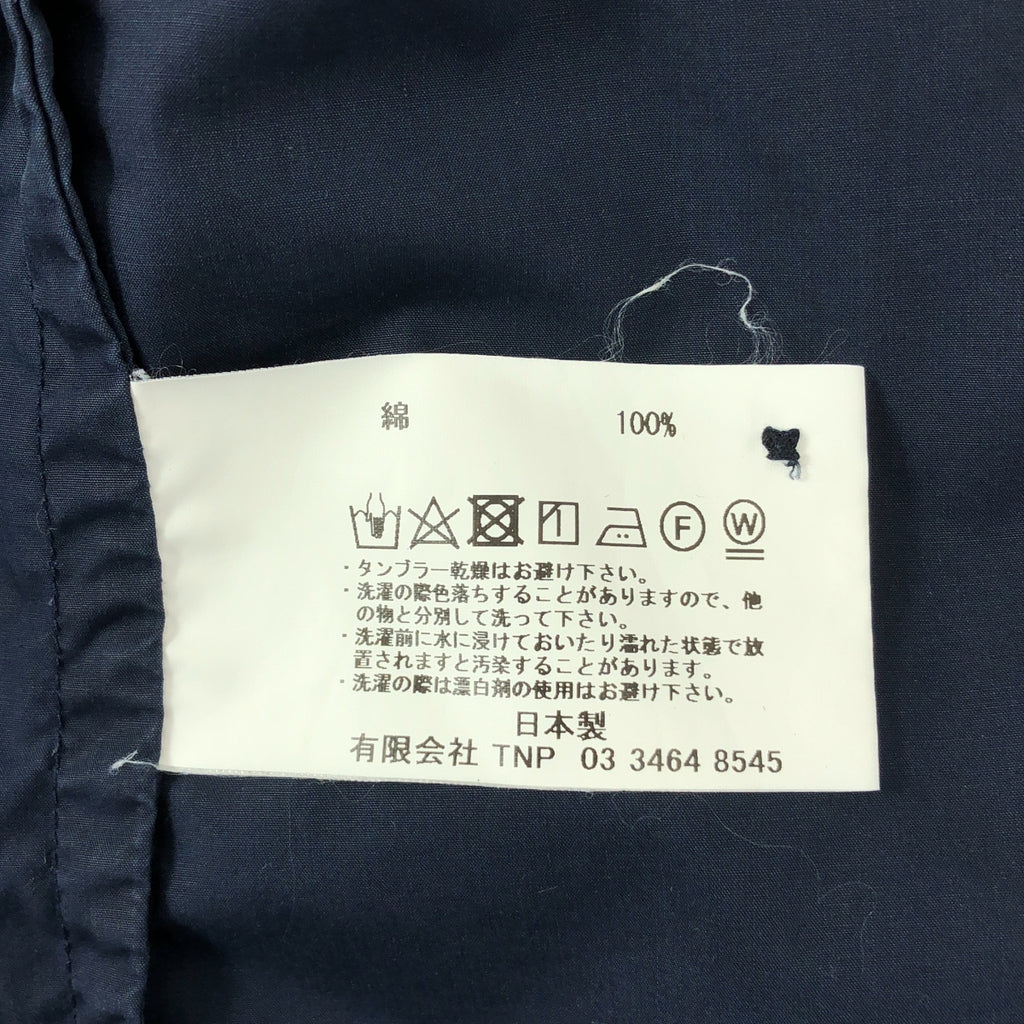 綿 100%
F W
・タンブラー乾燥はお避け下さい。
・洗濯の際色落ちすることがありますので、他
の物と分別して洗って下さい。
・洗濯前に水に浸けておいたり濡れた状態で放
置されますと汚染することがあります。
・洗濯の際は漂白剤の使用はお避け下さい。
日本製
有限会社 TNP 03 3464 8545